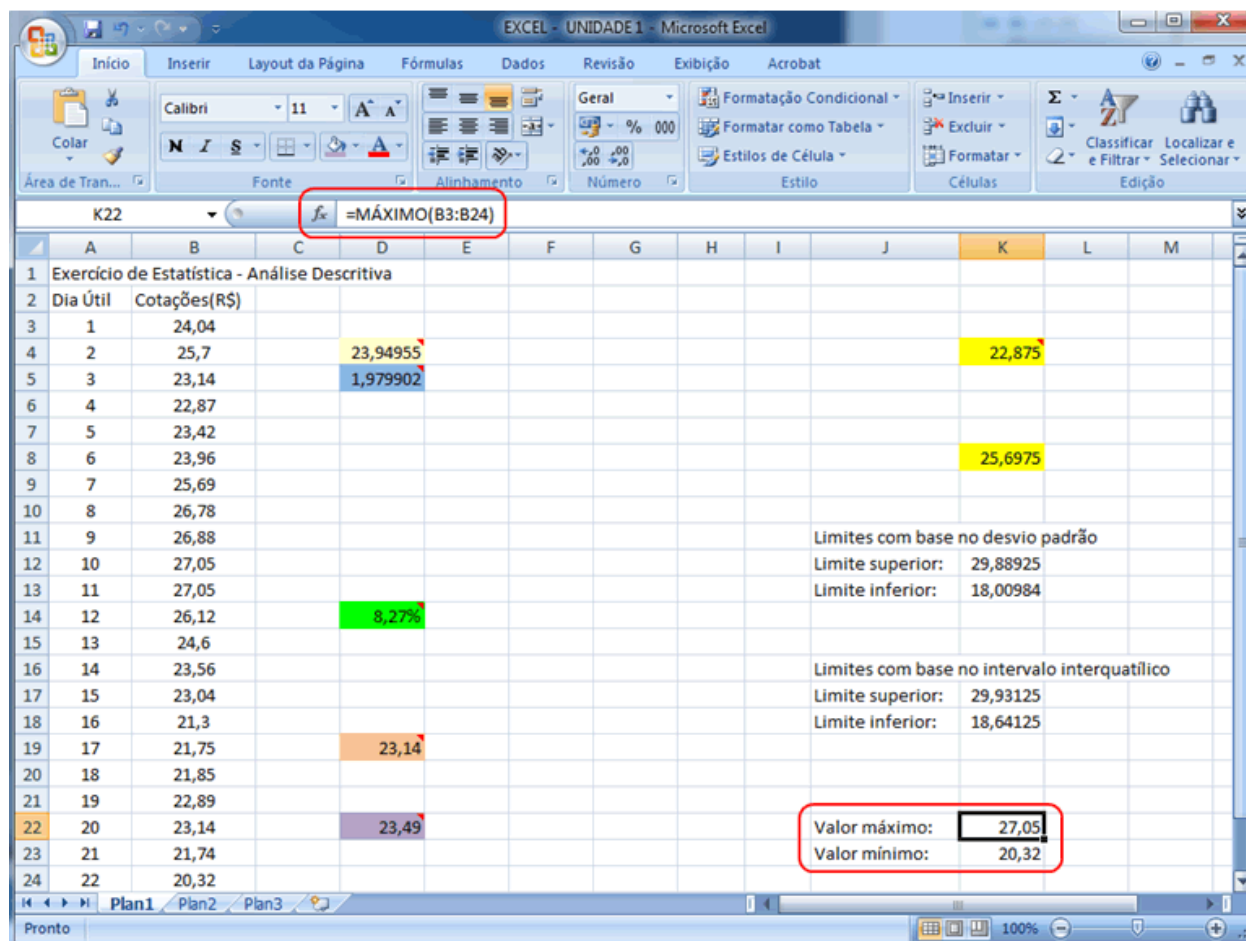 EXCEL - UNIDADE 1 - Microsoft Excel
Início Inserir Layout da Página Fórmulas Dados Revisão Exibição Acrobat
Colar
Calibri 11 A A
N I S A
Geral
% 000
,00 ,0
Formatação Condicional
Formatar como Tabela
Estilos de Célula
Inserir
Excluir
Formatar
Σ
Classificar e Filtrar
Localizar e Selecionar
Área de Tran... Fonte Alinhamento Número Estilo Células Edição
K22 fx =MÁXIMO(B3:B24)
A B C D E F G H I J K L M
1 Exercício de Estatística - Análise Descritiva
2 Dia Útil Cotações(R$)
3 1 24,04
4 2 25,7 23,94955 22,875
5 3 23,14 1,979902
6 4 22,87
7 5 23,42
8 6 23,96 25,6975
9 7 25,69
10 8 26,78
11 9 26,88 Limites com base no desvio padrão
12 10 27,05 Limite superior: 29,88925
13 11 27,05 Limite inferior: 18,00984
14 12 26,12 8,27%
15 13 24,6
16 14 23,56 Limites com base no intervalo interquatílico
17 15 23,04 Limite superior: 29,93125
18 16 21,3 Limite inferior: 18,64125
19 17 21,75 23,14
20 18 21,85
21 19 22,89
22 20 23,14 23,49 Valor máximo: 27,05
23 21 21,74 Valor mínimo: 20,32
24 22 20,32
Plan1 Plan2 Plan3
Pronto 100%